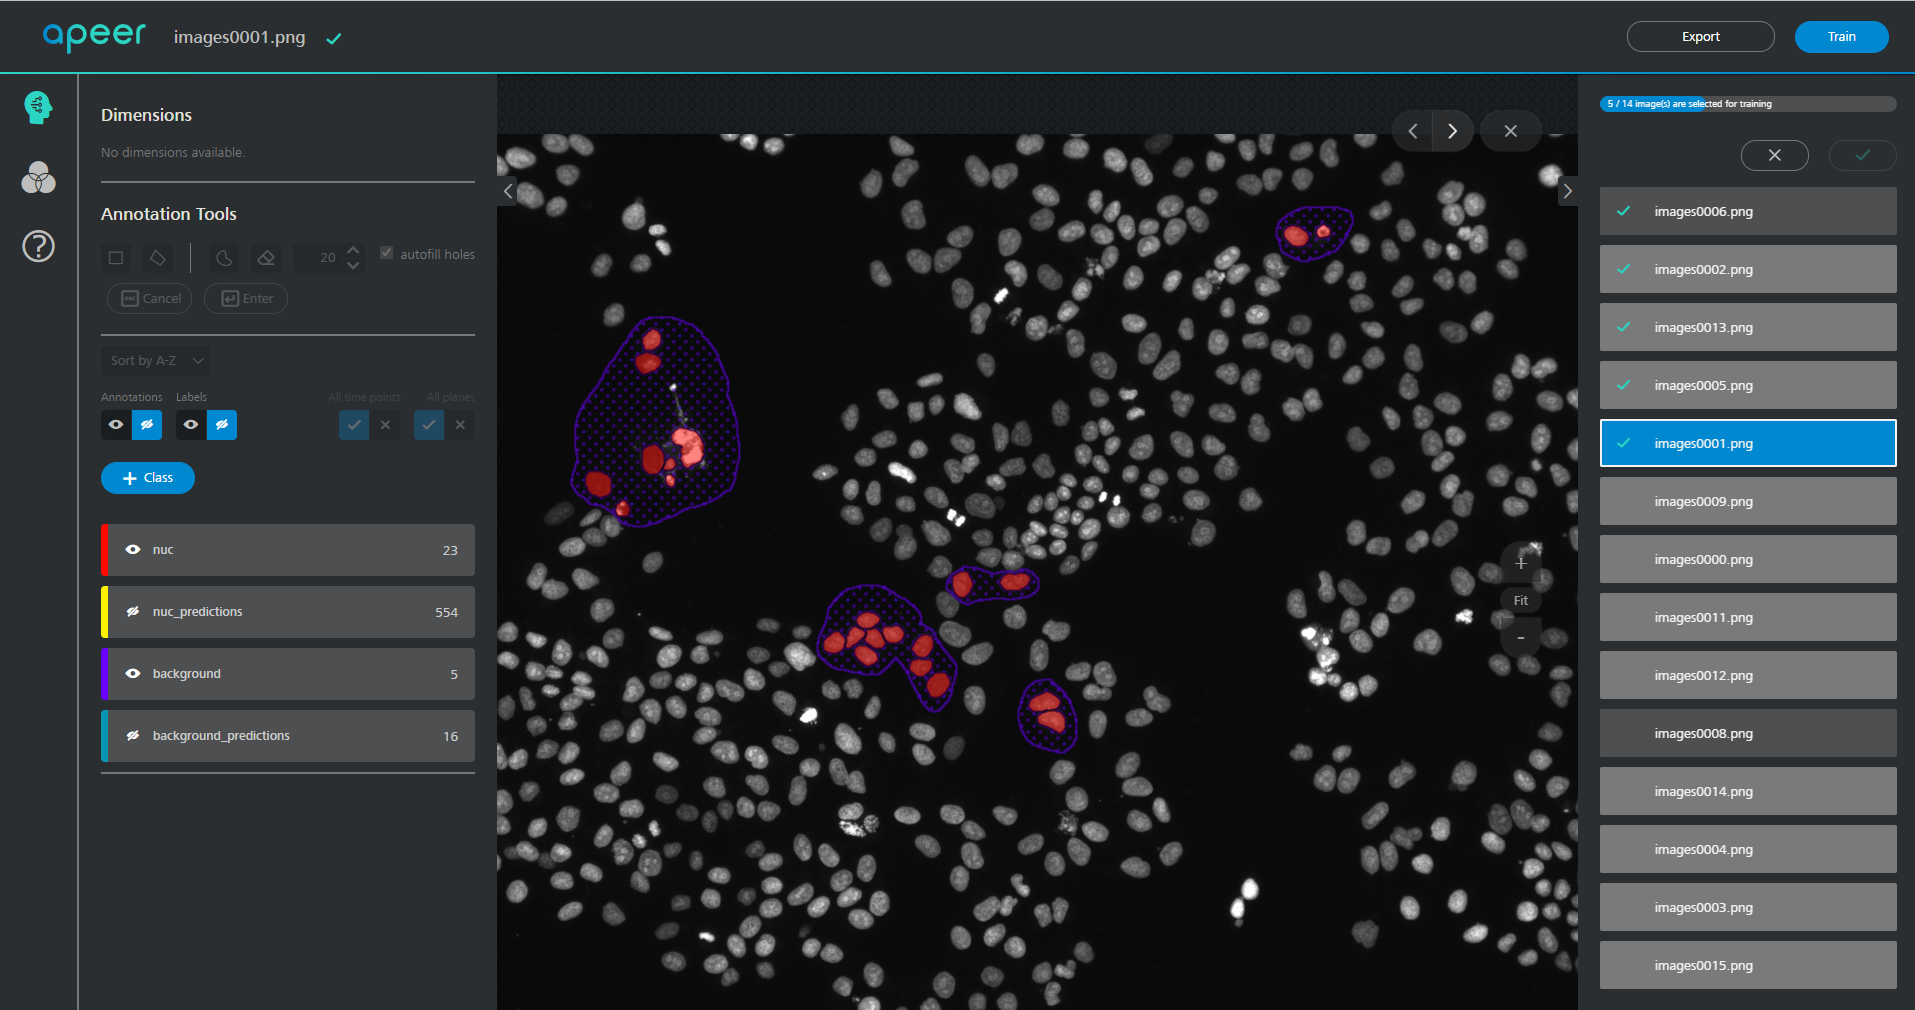 apeer
images0001.png
Export
Train
Dimensions
No dimensions available.
Annotation Tools
20
autofill holes
esc Cancel
Enter
Sort by A-Z
Annotations
Labels
All time points
All planes
+ Class
nuc
23
nuc_predictions
554
background
5
background_predictions
16
+
Fit
-
5 / 14 image(s) are selected for training
images0006.png
images0002.png
images0013.png
images0005.png
images0001.png
images0009.png
images0000.png
images0011.png
images0012.png
images0008.png
images0014.png
images0004.png
images0003.png
images0015.png